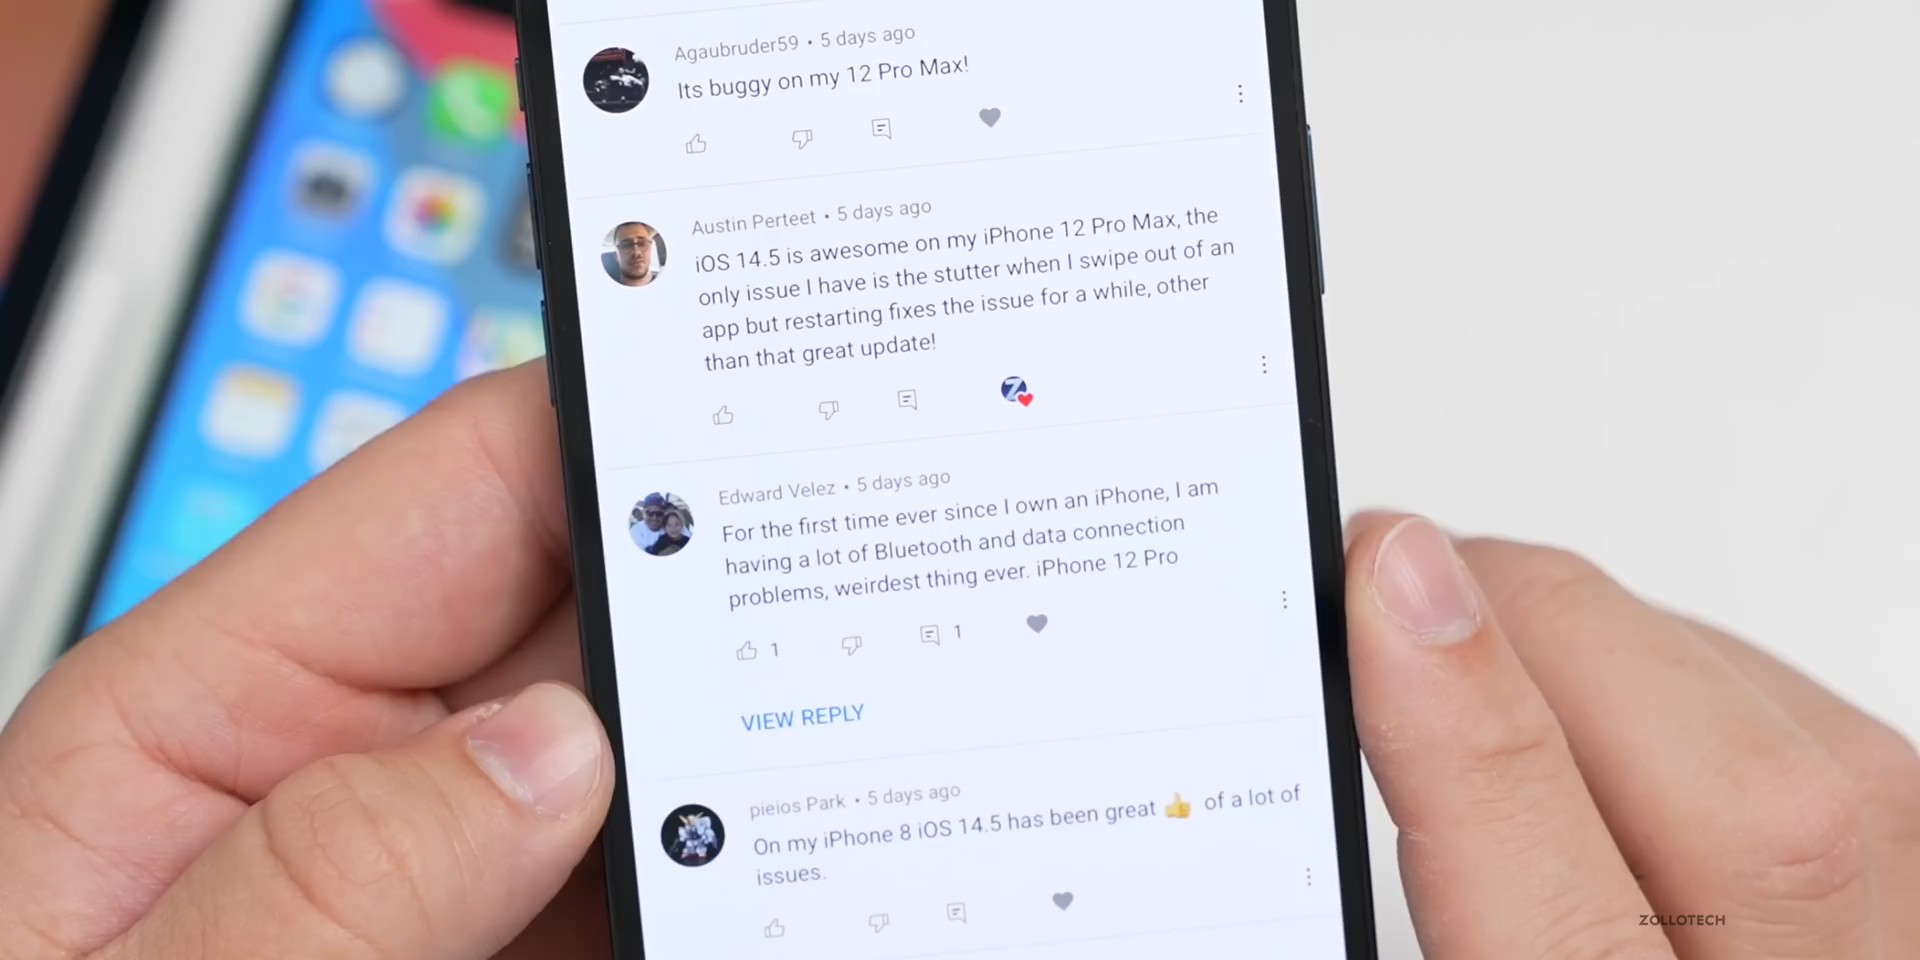 Agaubruder59 • 5 days ago
Its buggy on my 12 Pro Max!
Austin Perteet • 5 days ago
iOS 14.5 is awesome on my iPhone 12 Pro Max, the
only issue I have is the stutter when I swipe out of an
app but restarting fixes the issue for a while, other
than that great update!
Edward Velez • 5 days ago
For the first time ever since I own an iPhone, I am
having a lot of Bluetooth and data connection
problems, weirdest thing ever. iPhone 12 Pro
1
1
VIEW REPLY
pieios Park • 5 days ago
On my iPhone 8 iOS 14.5 has been great 👍 of a lot of
issues.
ZOLLOTECH